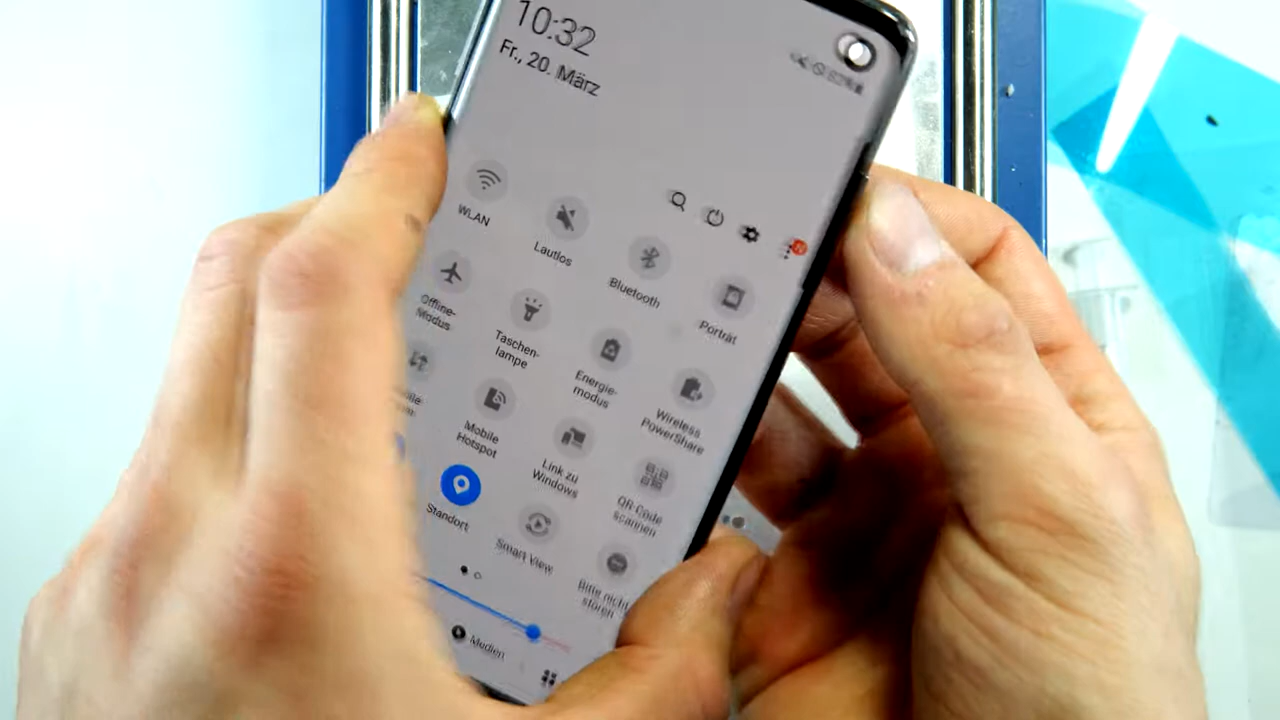 10:32
Fr., 20. März
WLAN
Lautlos
Bluetooth
Porträt
Offline-
Modus
Taschen-
lampe
Energie-
modus
Wireless
PowerShare
Mobile
Hotspot
Link zu
Windows
QR-Code
scannen
Standort
Smart View
Bitte nicht
stören
Medien